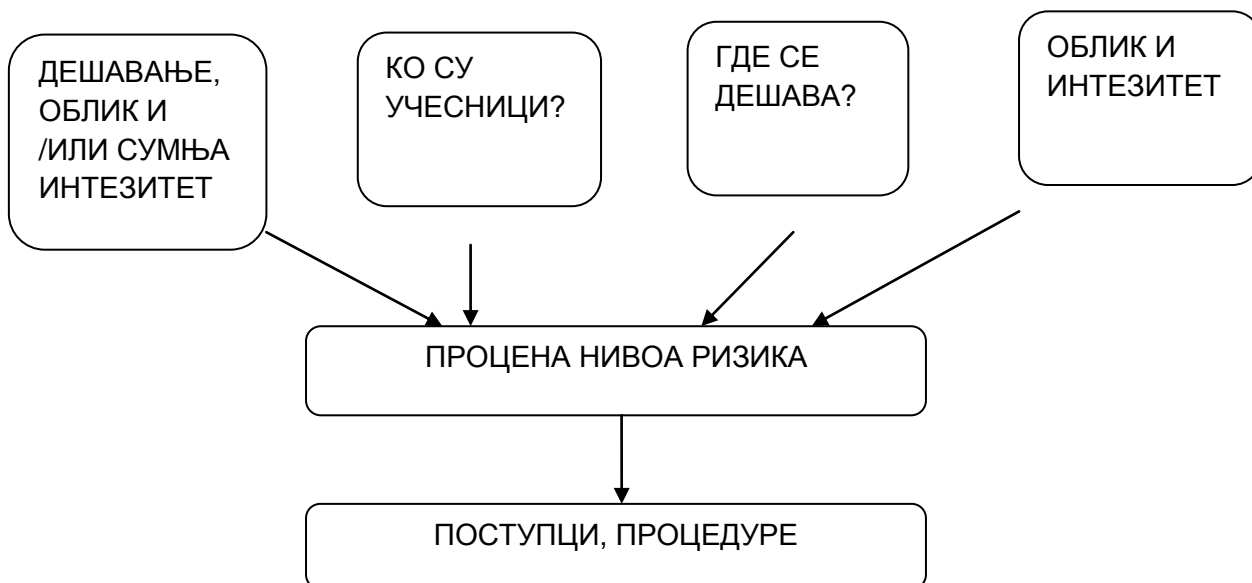 ДЕШАВАЊЕ,
ОБЛИК И
/ИЛИ СУМЊА
ИНТЕЗИТЕТ
КО СУ
УЧЕСНИЦИ?
ГДЕ СЕ
ДЕШАВА?
ОБЛИК И
ИНТЕЗИТЕТ
ПРОЦЕНА НИВОА РИЗИКА
ПОСТУПЦИ, ПРОЦЕДУРЕ